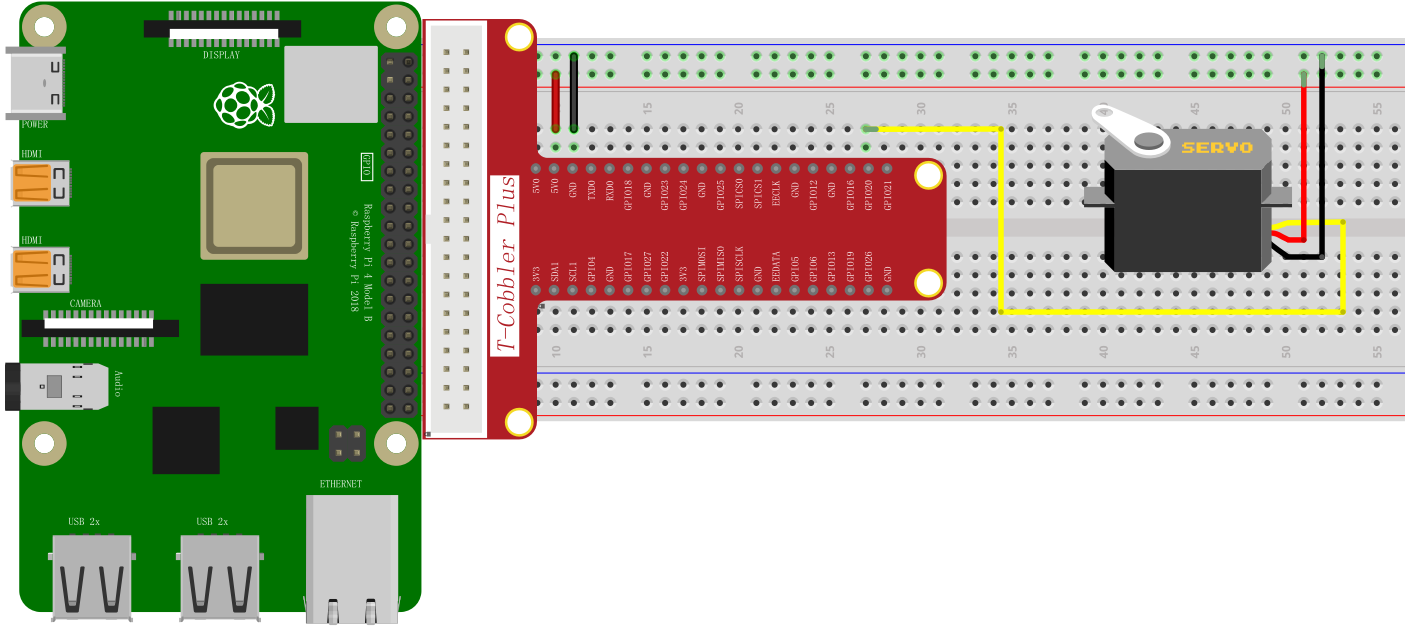 DISPLAY
POWER
HDMI
HDMI
GPIO
Raspberry Pi 4 Model B
© Raspberry Pi 2018
CAMERA
Audio
ETHERNET
USB 2x
USB 2x
T-Cobbler Plus
5V0 5V0 GND TXD0 RXD0 GPIO18 GND GPIO23 GPIO24 GND GPIO25 SPICS0 SPICS1 EECLK GND GPIO12 GND GPIO16 GPIO20 GPIO21
3V3 SDA1 SCL1 GPIO4 GND GPIO17 GPIO27 GPIO22 3V3 SPIMOSI SPIMISO SPISCLK GND EEDATA GPIO5 GPIO6 GPIO13 GPIO19 GPIO26 GND
15 20 25 30 35 45 50 55
SERVO
10 15 20 25 30 35 40 45 50 55